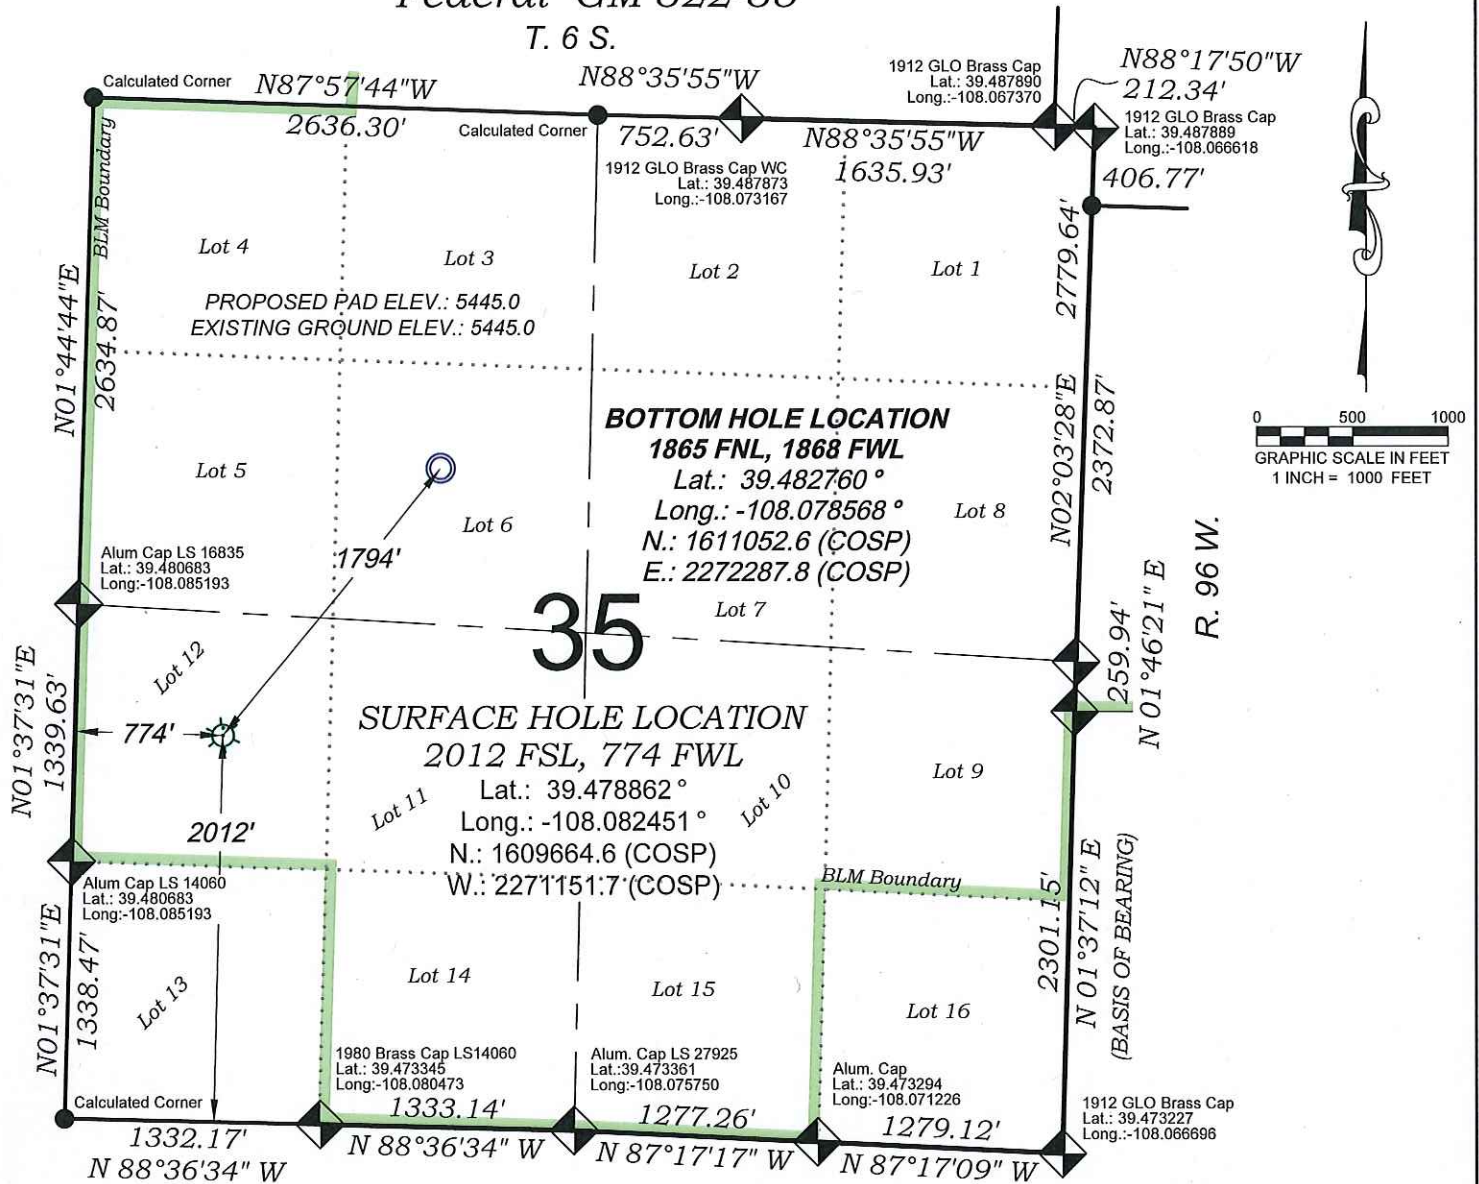 T. 6 S.
Calculated Corner
N87°57'44"W
2636.30'
N88°35'55"W
Calculated Corner
752.63'
1912 GLO Brass Cap WC
Lat.: 39.487873
Long.:-108.073167
1912 GLO Brass Cap
Lat.: 39.487890
Long.:-108.067370
N88°35'55"W
1635.93'
N88°17'50"W
212.34'
1912 GLO Brass Cap
Lat.: 39.487889
Long.:-108.066618
406.77'
BLM Boundary
Lot 4
Lot 3
Lot 2
Lot 1
2779.64'
N01°44'44"E
2634.87'
PROPOSED PAD ELEV.: 5445.0
EXISTING GROUND ELEV.: 5445.0
0 500 1000
GRAPHIC SCALE IN FEET
1 INCH = 1000 FEET
BOTTOM HOLE LOCATION
1865 FNL, 1868 FWL
Lat.: 39.482760 °
Long.: -108.078568 °
N.: 1611052.6 (COSP)
E.: 2272287.8 (COSP)
N02°03'28"E
2372.87'
Lot 5
Lot 6
Lot 8
1794'
Alum Cap LS 16835
Lat.: 39.480683
Long:-108.085193
Lot 7
R. 96 W.
35
259.94'
N 01°46'21" E
Lot 12
N01°37'31"E
1339.63'
774'
SURFACE HOLE LOCATION
2012 FSL, 774 FWL
Lat.: 39.478862 °
Long.: -108.082451 °
N.: 1609664.6 (COSP)
W.: 2271151.7 (COSP)
Lot 11
Lot 10
Lot 9
2012'
BLM Boundary
Alum Cap LS 14060
Lat.: 39.480683
Long:-108.085193
N01°37'31"E
1338.47'
Lot 13
Lot 14
Lot 15
Lot 16
2301.15'
N 01°37'12" E
(BASIS OF BEARING)
1980 Brass Cap LS14060
Lat.: 39.473345
Long:-108.080473
Alum. Cap LS 27925
Lat.:39.473361
Long:-108.075750
Alum. Cap
Lat.: 39.473294
Long:-108.071226
1912 GLO Brass Cap
Lat.: 39.473227
Long.:-108.066696
Calculated Corner
1332.17'
N 88°36'34" W
1333.14'
N 88°36'34" W
1277.26'
N 87°17'17" W
1279.12'
N 87°17'09" W